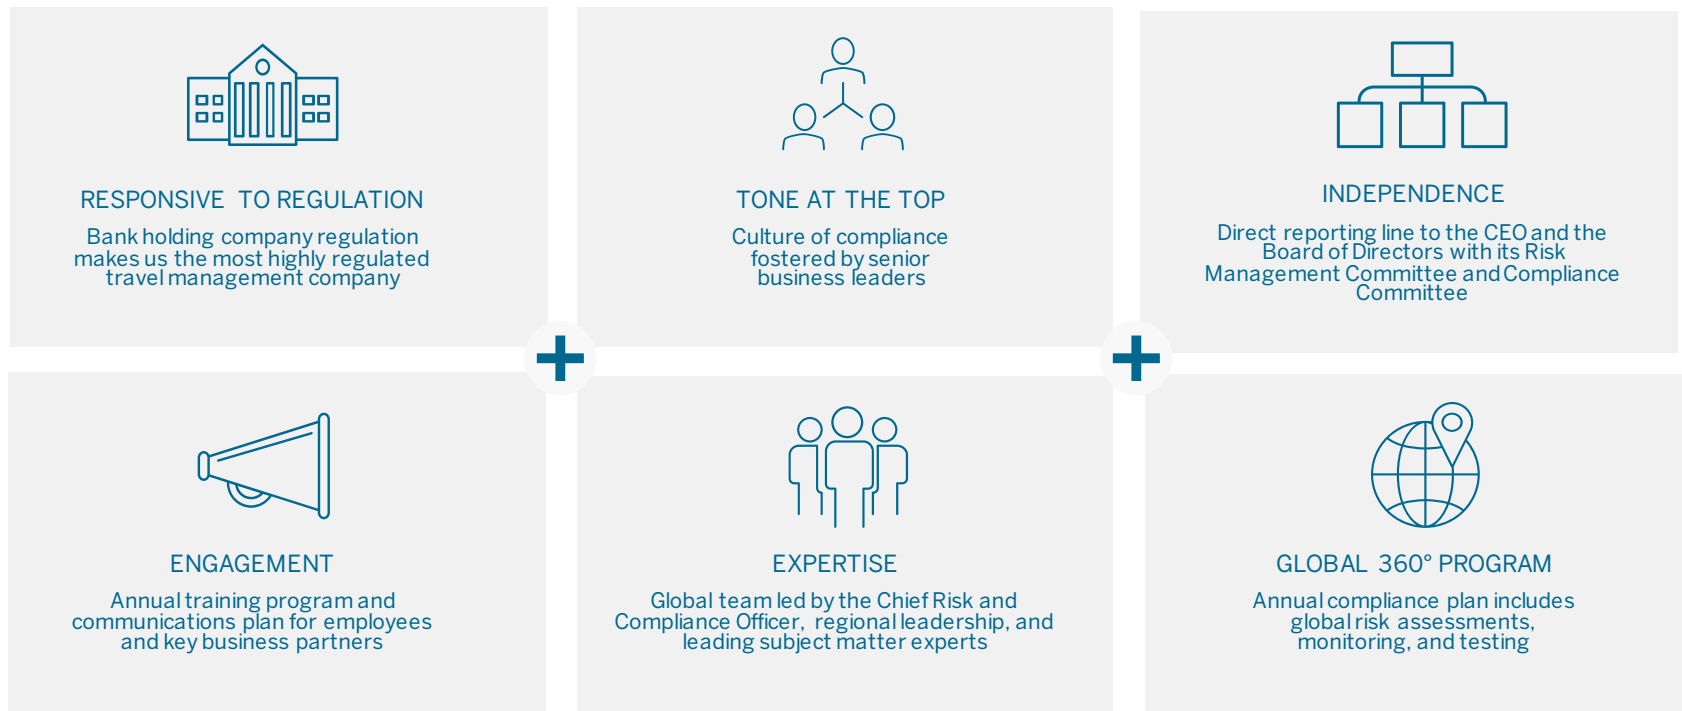 RESPONSIVE TO REGULATION
Bank holding company regulation
makes us the most highly regulated
travel management company
TONE AT THE TOP
Culture of compliance
fostered by senior
business leaders
INDEPENDENCE
Direct reporting line to the CEO and the
Board of Directors with its Risk
Management Committee and Compliance
Committee
ENGAGEMENT
Annual training program and
communications plan for employees
and key business partners
EXPERTISE
Global team led by the Chief Risk and
Compliance Officer, regional leadership, and
leading subject matter experts
GLOBAL 360° PROGRAM
Annual compliance plan includes
global risk assessments,
monitoring, and testing